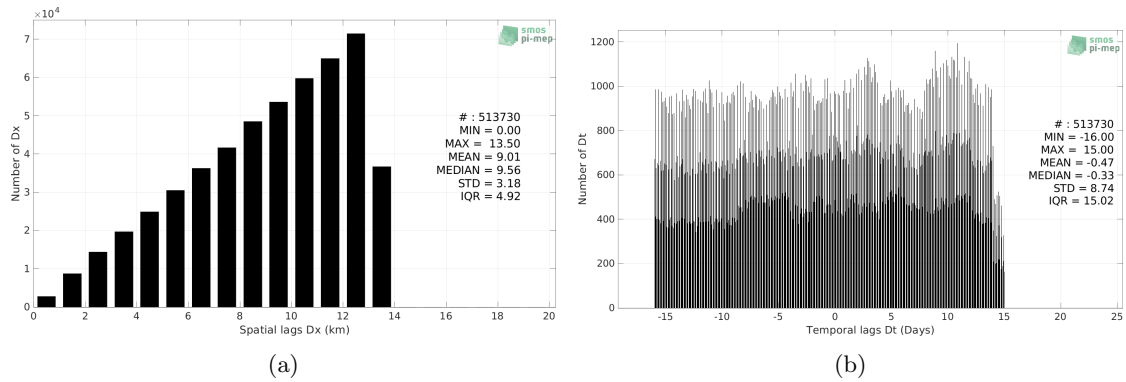 ×10⁴
7
6
5
4
3
2
1
0
Number of Dx
0 2 4 6 8 10 12 14 16 18 20
Spatial lags Dx (km)
smos
pi-mep
# : 513730
MIN = 0.00
MAX = 13.50
MEAN = 9.01
MEDIAN = 9.56
STD = 3.18
IQR = 4.92
(a)
1200
1000
800
600
400
200
0
Number of Dt
-15 -10 -5 0 5 10 15 20 25
Temporal lags Dt (Days)
smos
pi-mep
# : 513730
MIN = -16.00
MAX = 15.00
MEAN = -0.47
MEDIAN = -0.33
STD = 8.74
IQR = 15.02
(b)